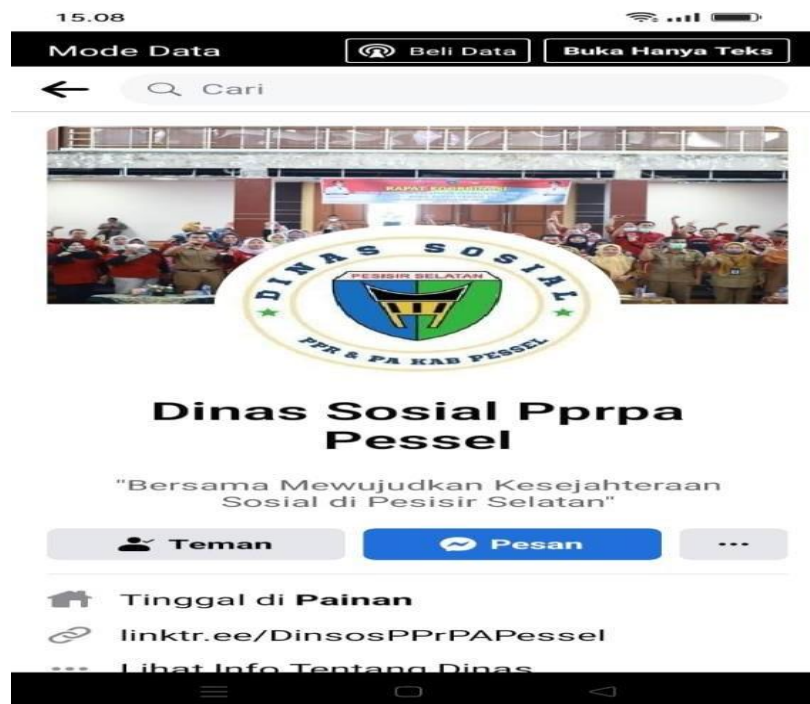 15.08
Mode Data
Beli Data
Buka Hanya Teks
Cari
RAPAT KOORDINASI
DINAS SOSIAL
PESISIR SELATAN
PPR & PA KAB PESSEL
Dinas Sosial Pprpa
Pessel
"Bersama Mewujudkan Kesejahteraan
Sosial di Pesisir Selatan"
Teman
Pesan
Tinggal di Painan
linktr.ee/DinsosPPrPAPessel
Lihat Info Tentang Dinas